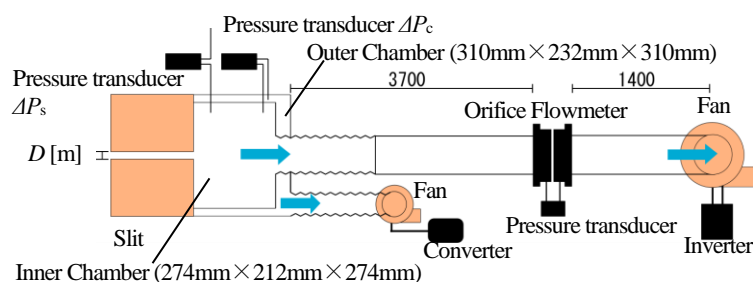 Pressure transducer ΔPc
Outer Chamber (310mm×232mm×310mm)
Pressure transducer
ΔPs
3700
1400
Orifice Flowmeter
Fan
D [m]
Fan
Pressure transducer
Slit
Converter
Inverter
Inner Chamber (274mm×212mm×274mm)